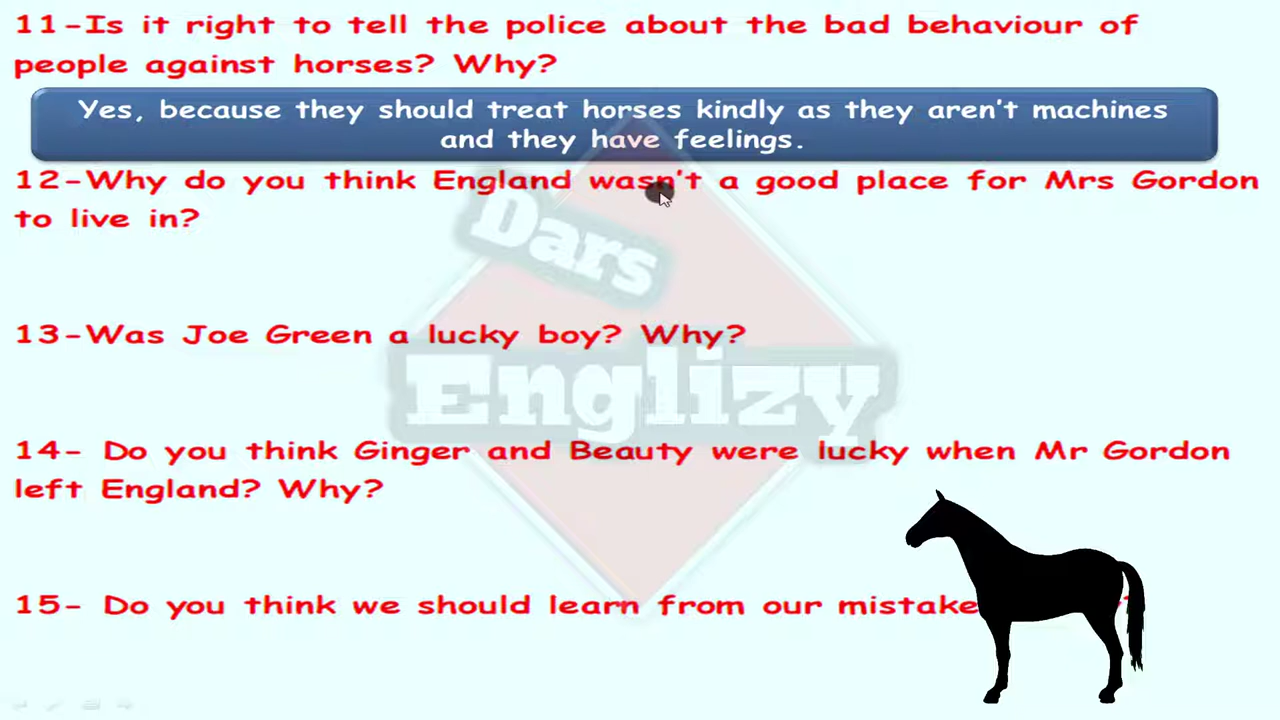 11-Is it right to tell the police about the bad behaviour of
people against horses? Why?
Yes, because they should treat horses kindly as they aren't machines
and they have feelings.
12-Why do you think England wasn't a good place for Mrs Gordon
to live in?
Dars
13-Was Joe Green a lucky boy? Why?
Englizy
14- Do you think Ginger and Beauty were lucky when Mr Gordon
left England? Why?
15- Do you think we should learn from our mistake